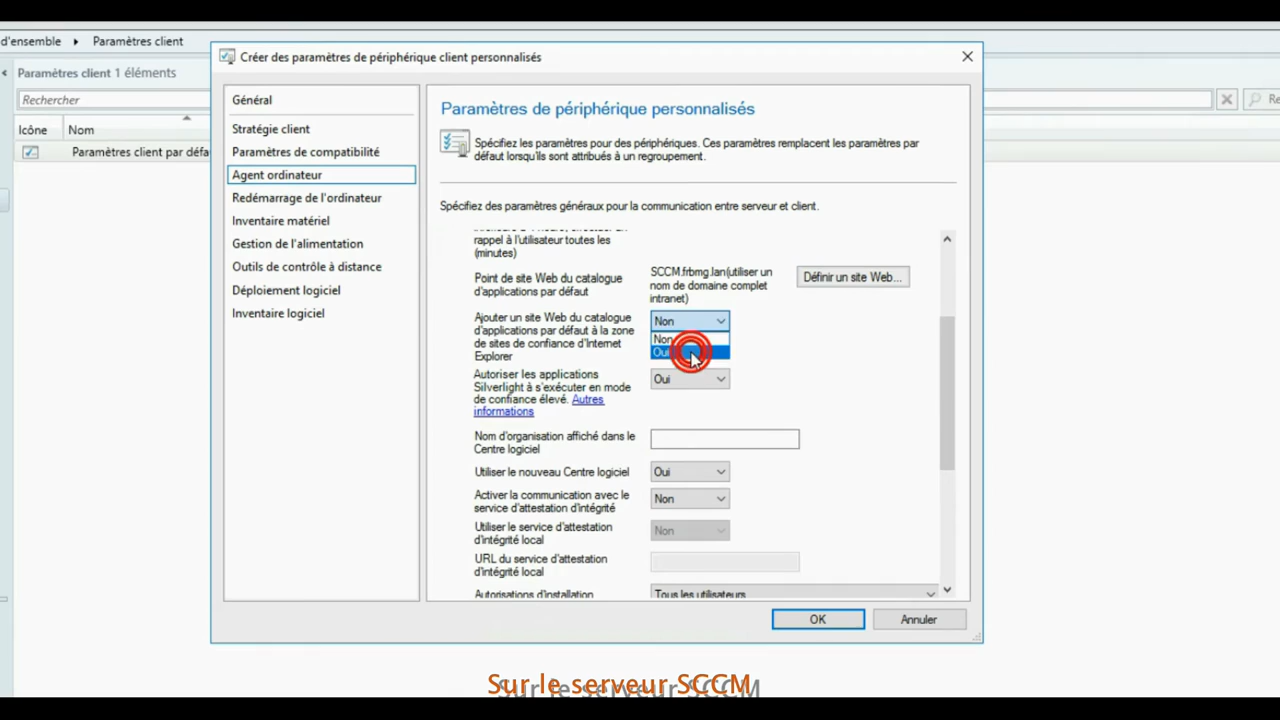 d'ensemble ▸ Paramètres client
Créer des paramètres de périphérique client personnalisés
Paramètres client 1 éléments
Rechercher
Re
Icône Nom
Paramètres client par défa
Général
Stratégie client
Paramètres de compatibilité
Agent ordinateur
Redémarrage de l'ordinateur
Inventaire matériel
Gestion de l'alimentation
Outils de contrôle à distance
Déploiement logiciel
Inventaire logiciel
Paramètres de périphérique personnalisés
Spécifiez les paramètres pour des périphériques. Ces paramètres remplacent les paramètres par
défaut lorsqu'ils sont attribués à un regroupement.
Spécifiez des paramètres généraux pour la communication entre serveur et client.
rappel à l'utilisateur toutes les
(minutes)
Point de site Web du catalogue
d'applications par défaut
SCCM.frbmg.lan(utiliser un
nom de domaine complet
intranet)
Définir un site Web...
Ajouter un site Web du catalogue
d'applications par défaut à la zone
de sites de confiance d'Internet
Explorer
Non
Non
Oui
Autoriser les applications
Silverlight à s'exécuter en mode
de confiance élevé. Autres
informations
Oui
Nom d'organisation affiché dans le
Centre logiciel
Utiliser le nouveau Centre logiciel
Oui
Activer la communication avec le
service d'attestation d'intégrité
Non
Utiliser le service d'attestation
d'intégrité local
Non
URL du service d'attestation
d'intégrité local
Autorisations d'installation
Tous les utilisateurs
OK
Annuler
Sur le serveur SCCM